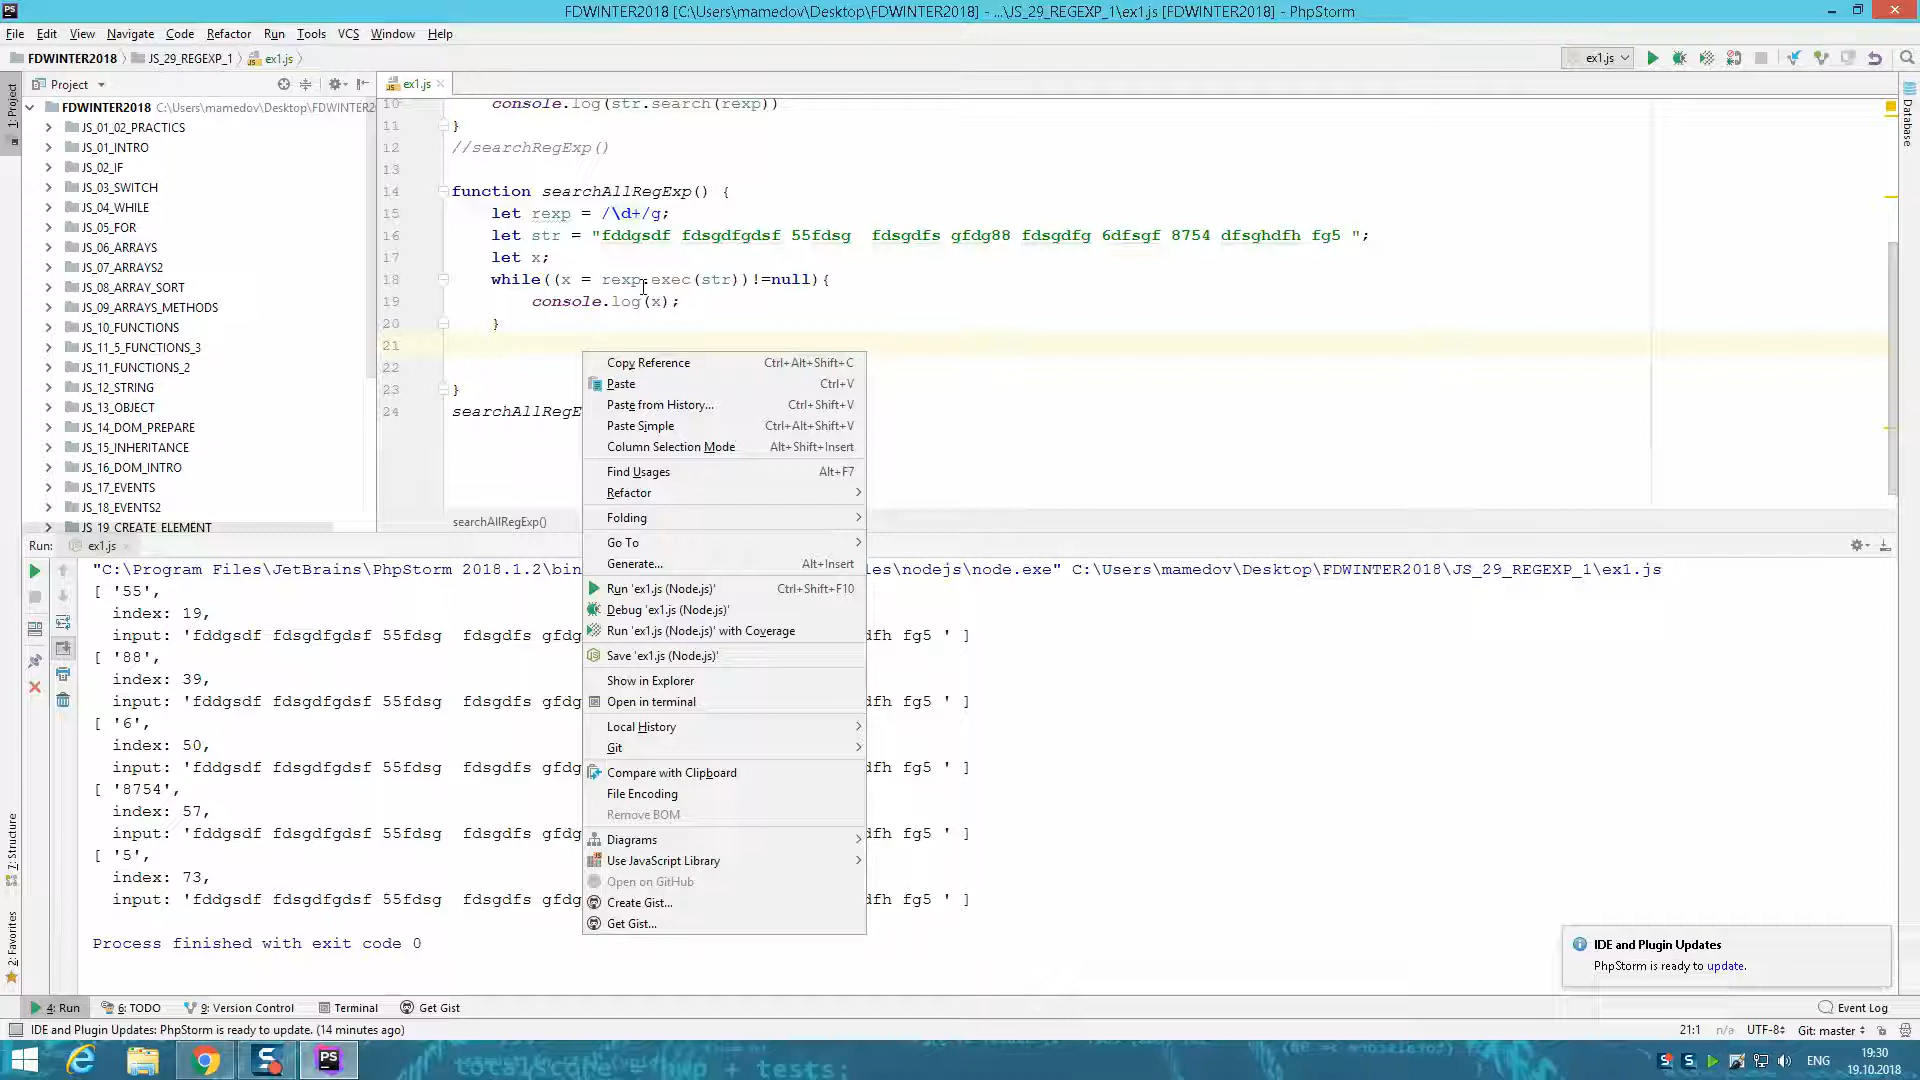 FDWINTER2018 [C:\Users\mamedov\Desktop\FDWINTER2018] - ...\JS_29_REGEXP_1\ex1.js [FDWINTER2018] - PhpStorm
File Edit View Navigate Code Refactor Run Tools VCS Window Help
FDWINTER2018 JS_29_REGEXP_1 ex1.js
ex1.js
Project
ex1.js
1: Project
Database
FDWINTER2018 C:\Users\mamedov\Desktop\FDWINTER2
JS_01_02_PRACTICS
JS_01_INTRO
JS_02_IF
JS_03_SWITCH
JS_04_WHILE
JS_05_FOR
JS_06_ARRAYS
JS_07_ARRAYS2
JS_08_ARRAY_SORT
JS_09_ARRAYS_METHODS
JS_10_FUNCTIONS
JS_11_5_FUNCTIONS_3
JS_11_FUNCTIONS_2
JS_12_STRING
JS_13_OBJECT
JS_14_DOM_PREPARE
JS_15_INHERITANCE
JS_16_DOM_INTRO
JS_17_EVENTS
JS_18_EVENTS2
JS_19_CREATE_ELEMENT
10 console.log(str.search(rexp))
11 }
12 //searchRegExp()
13
14 function searchAllRegExp() {
15 let rexp = /\d+/g;
16 let str = "fddgsdf fdsgdfgdsf 55fdsg  fdsgdfs gfdg88 fdsgdfg 6dfsgf 8754 dfsghdfh fg5 ";
17 let x;
18 while((x = rexp.exec(str))!=null){
19 console.log(x);
20 }
21
22
23 }
24 searchAllRegE
searchAllRegExp()
Copy Reference Ctrl+Alt+Shift+C
Paste Ctrl+V
Paste from History... Ctrl+Shift+V
Paste Simple Ctrl+Alt+Shift+V
Column Selection Mode Alt+Shift+Insert
Find Usages Alt+F7
Refactor
Folding
Go To
Generate... Alt+Insert
Run 'ex1.js (Node.js)' Ctrl+Shift+F10
Debug 'ex1.js (Node.js)'
Run 'ex1.js (Node.js)' with Coverage
Save 'ex1.js (Node.js)'
Show in Explorer
Open in terminal
Local History
Git
Compare with Clipboard
File Encoding
Remove BOM
Diagrams
Use JavaScript Library
Open on GitHub
Create Gist...
Get Gist...
Run: ex1.js
"C:\Program Files\JetBrains\PhpStorm 2018.1.2\bin les\nodejs\node.exe" C:\Users\mamedov\Desktop\FDWINTER2018\JS_29_REGEXP_1\ex1.js
[ '55',
index: 19,
input: 'fddgsdf fdsgdfgdsf 55fdsg  fdsgdfs gfdg dfh fg5 ' ]
[ '88',
index: 39,
input: 'fddgsdf fdsgdfgdsf 55fdsg  fdsgdfs gfdg dfh fg5 ' ]
[ '6',
index: 50,
input: 'fddgsdf fdsgdfgdsf 55fdsg  fdsgdfs gfdg dfh fg5 ' ]
[ '8754',
index: 57,
input: 'fddgsdf fdsgdfgdsf 55fdsg  fdsgdfs gfdg dfh fg5 ' ]
[ '5',
index: 73,
input: 'fddgsdf fdsgdfgdsf 55fdsg  fdsgdfs gfdg dfh fg5 ' ]
Process finished with exit code 0
7: Structure
2: Favorites
IDE and Plugin Updates
PhpStorm is ready to update.
4: Run 6: TODO 9: Version Control Terminal Get Gist Event Log
IDE and Plugin Updates: PhpStorm is ready to update. (14 minutes ago) 21:1 n/a UTF-8 Git: master
ENG 19:30
19.10.2018